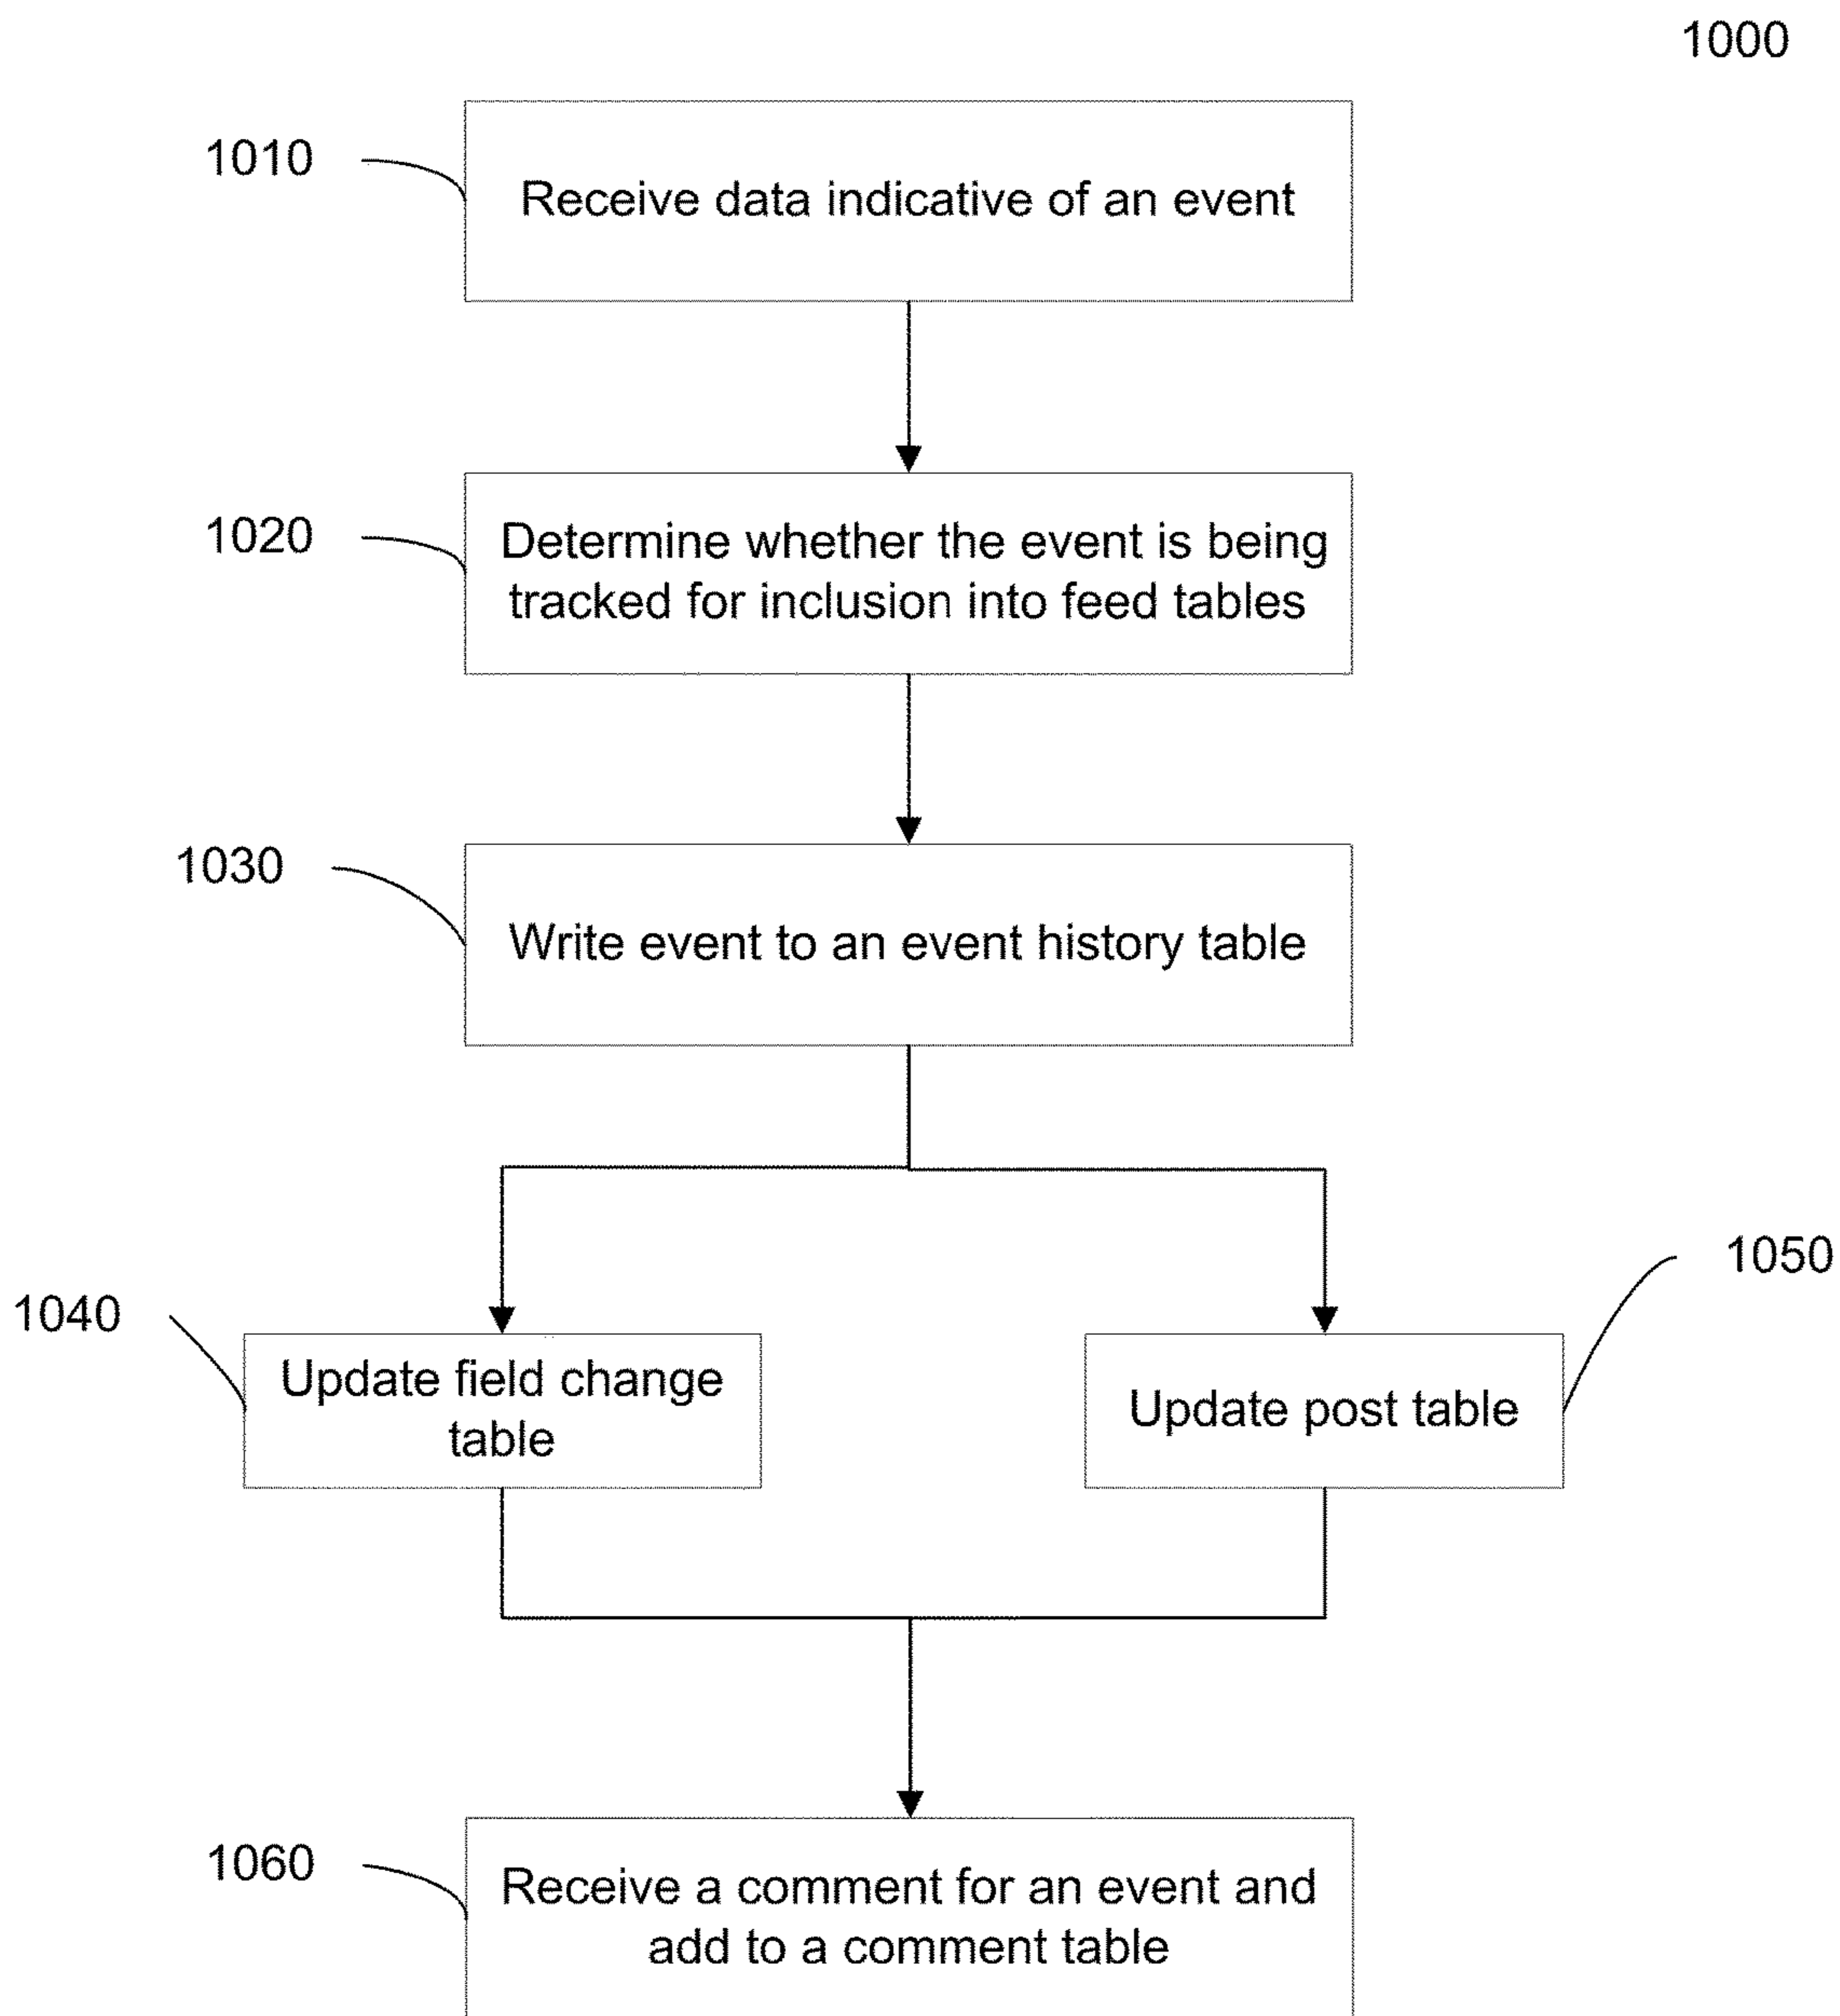 1000
1010
Receive data indicative of an event
1020
Determine whether the event is being
tracked for inclusion into feed tables
1030
Write event to an event history table
1040
Update field change
table
1050
Update post table
1060
Receive a comment for an event and
add to a comment table